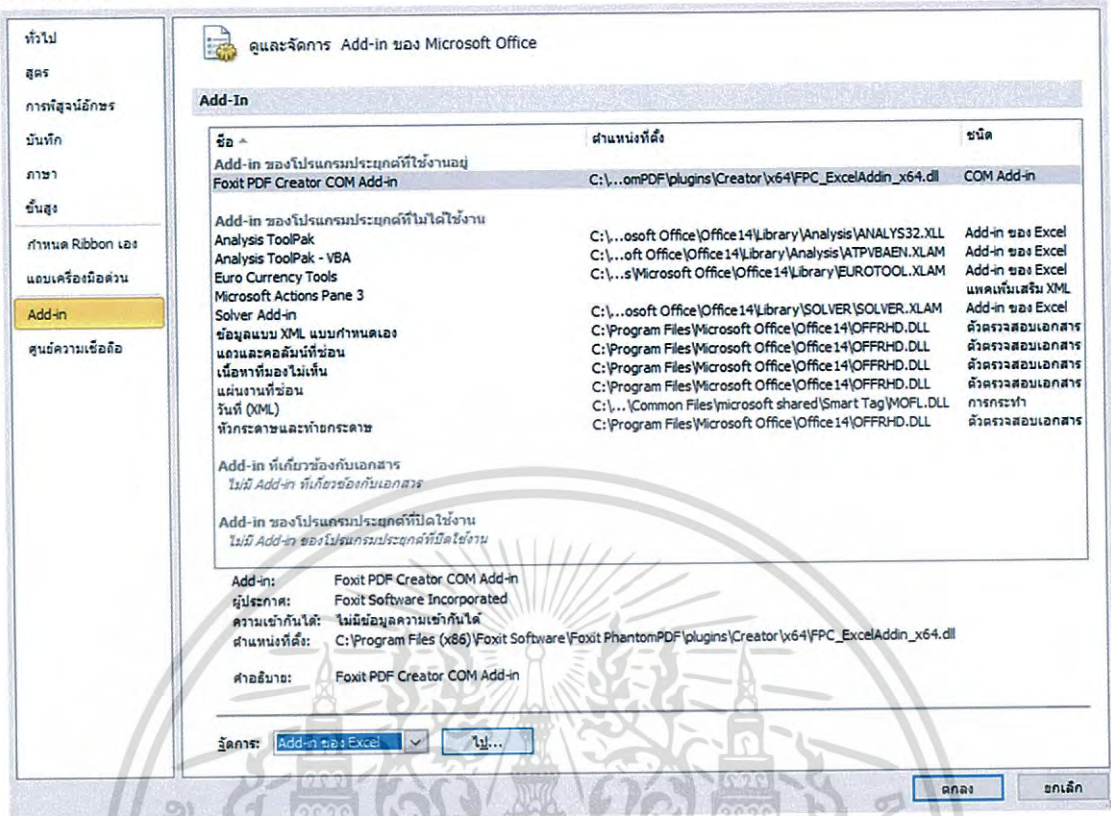 ทั่วไป
สูตร
การพิสูจน์อักษร
บันทึก
ภาษา
ขั้นสูง
กำหนด Ribbon เอง
แถบเครื่องมือด่วน
Add-in
ศูนย์ความเชื่อถือ
ดูและจัดการ Add-in ของ Microsoft Office
Add-In
ชื่อ ตำแหน่งที่ตั้ง ชนิด
Add-in ของโปรแกรมประยุกต์ที่ใช้งานอยู่
Foxit PDF Creator COM Add-in C:\...omPDF\plugins\Creator\x64\FPC_ExcelAddin_x64.dll COM Add-in
Add-in ของโปรแกรมประยุกต์ที่ไม่ได้ใช้งาน
Analysis ToolPak C:\...osoft Office\Office14\Library\Analysis\ANALYS32.XLL Add-in ของ Excel
Analysis ToolPak - VBA C:\...oft Office\Office14\Library\Analysis\ATPVBAEN.XLAM Add-in ของ Excel
Euro Currency Tools C:\...s\Microsoft Office\Office14\Library\EUROTOOL.XLAM Add-in ของ Excel
Microsoft Actions Pane 3 แพคเพิ่มเสริม XML
Solver Add-in C:\...osoft Office\Office14\Library\SOLVER\SOLVER.XLAM Add-in ของ Excel
ข้อมูลแบบ XML แบบกำหนดเอง C:\Program Files\Microsoft Office\Office14\OFFRHD.DLL ตัวตรวจสอบเอกสาร
แถวและคอลัมน์ที่ซ่อน C:\Program Files\Microsoft Office\Office14\OFFRHD.DLL ตัวตรวจสอบเอกสาร
เนื้อหาที่มองไม่เห็น C:\Program Files\Microsoft Office\Office14\OFFRHD.DLL ตัวตรวจสอบเอกสาร
แผ่นงานที่ซ่อน C:\Program Files\Microsoft Office\Office14\OFFRHD.DLL ตัวตรวจสอบเอกสาร
วันที่ (XML) C:\...\Common Files\microsoft shared\Smart Tag\MOFL.DLL การกระทำ
หัวกระดาษและท้ายกระดาษ C:\Program Files\Microsoft Office\Office14\OFFRHD.DLL ตัวตรวจสอบเอกสาร
Add-in ที่เกี่ยวข้องกับเอกสาร
ไม่มี Add-in ที่เกี่ยวข้องกับเอกสาร
Add-in ของโปรแกรมประยุกต์ที่ปิดใช้งาน
ไม่มี Add-in ของโปรแกรมประยุกต์ที่ปิดใช้งาน
Add-in: Foxit PDF Creator COM Add-in
ผู้ประกาศ: Foxit Software Incorporated
ความเข้ากันได้: ไม่มีข้อมูลความเข้ากันได้
ตำแหน่งที่ตั้ง: C:\Program Files (x86)\Foxit Software\Foxit PhantomPDF\plugins\Creator\x64\FPC_ExcelAddin_x64.dll
คำอธิบาย: Foxit PDF Creator COM Add-in
จัดการ: Add-in ของ Excel ไป...
ตกลง ยกเลิก